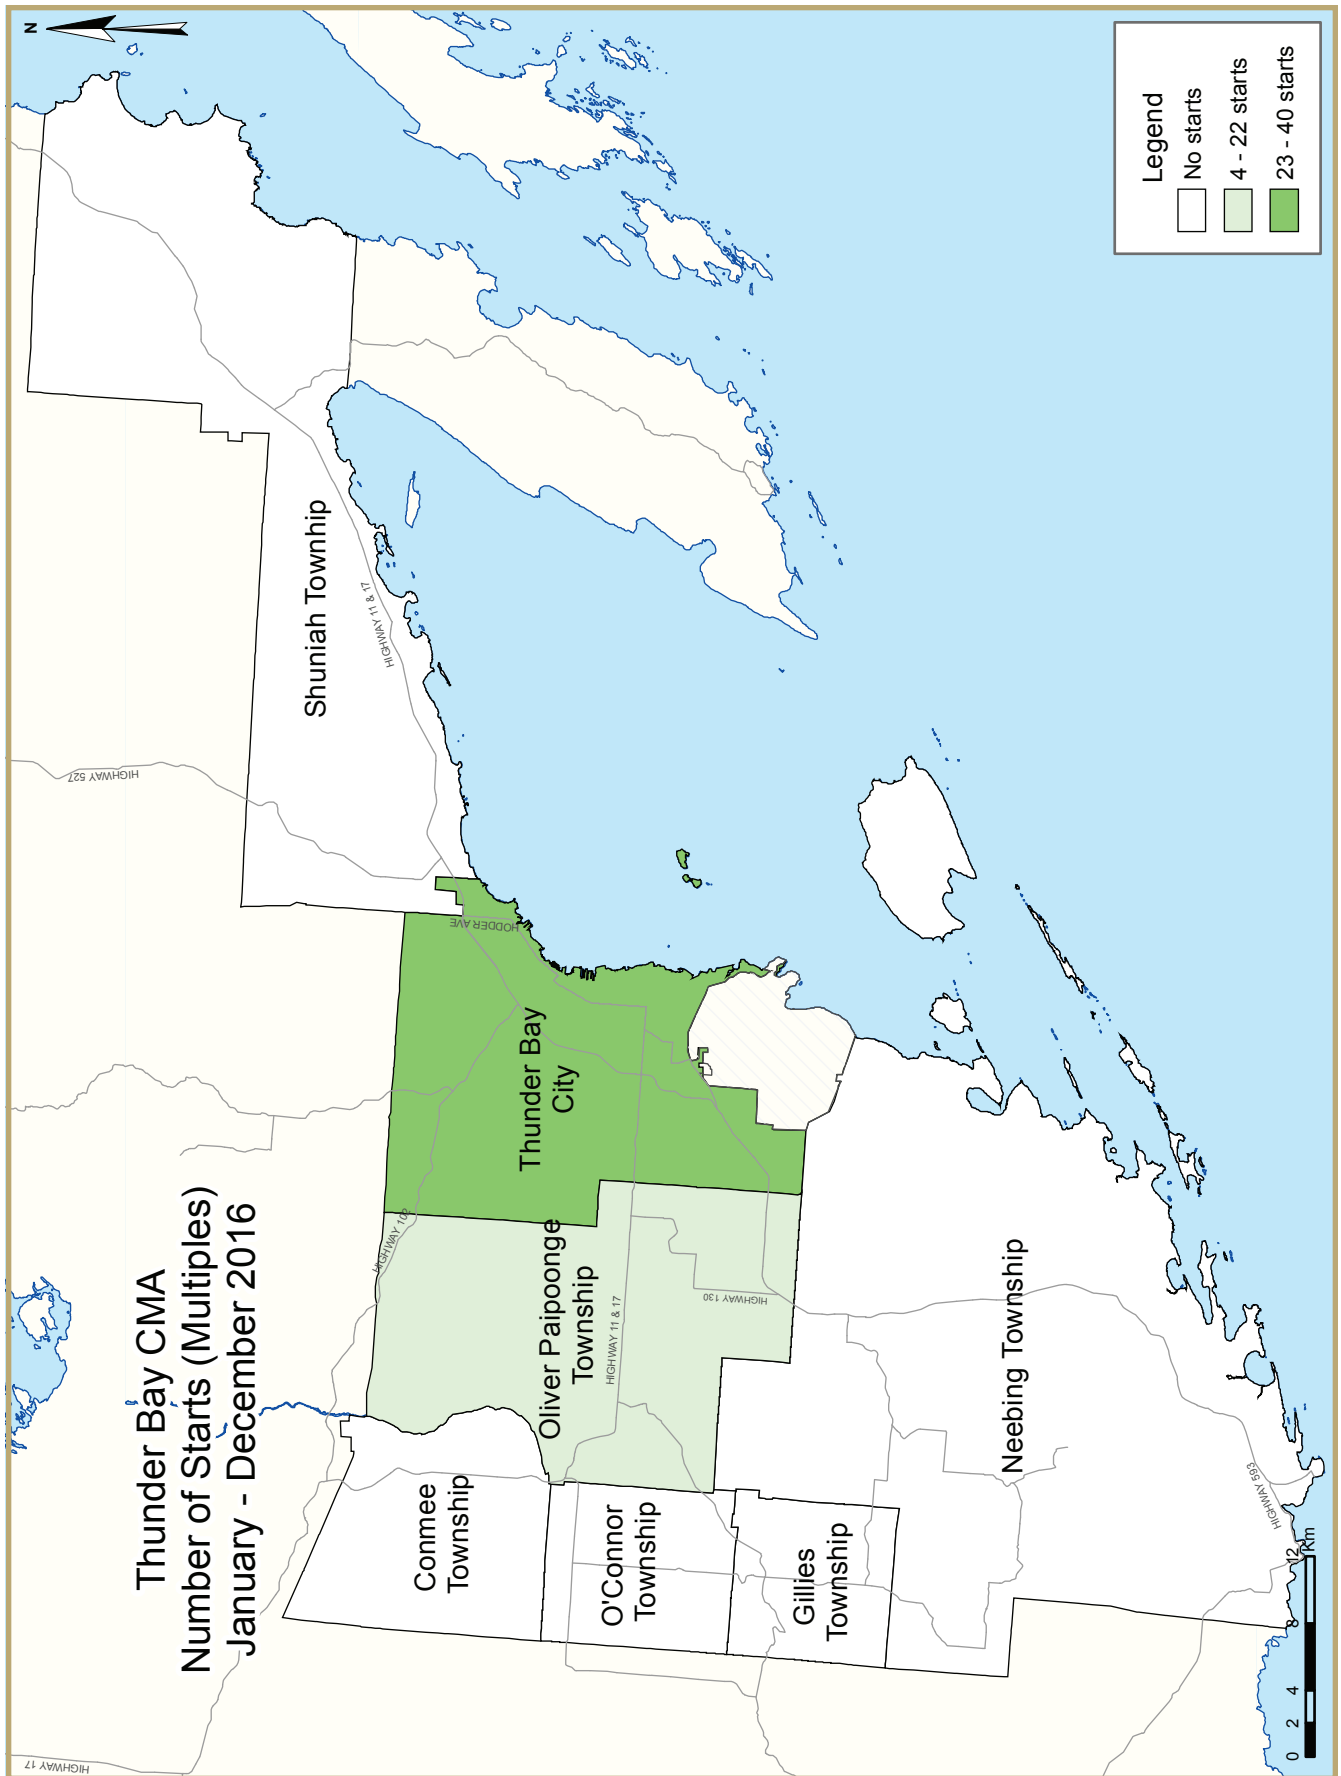 Thunder Bay CMA
Number of Starts (Multiples)
January - December 2016
N
Legend
No starts
4 - 22 starts
23 - 40 starts
HIGHWAY 17
HIGHWAY 527
HIGHWAY 102
HODDER AVE
HIGHWAY 11 & 17
Shuniah Townhip
Thunder Bay
City
Oliver Paipoonge
Township
HIGHWAY 11 & 17
HIGHWAY 130
Conmee
Township
O'Connor
Township
Gillies
Township
Neebing Township
HIGHWAY 593
0 2 4 8 12
Km